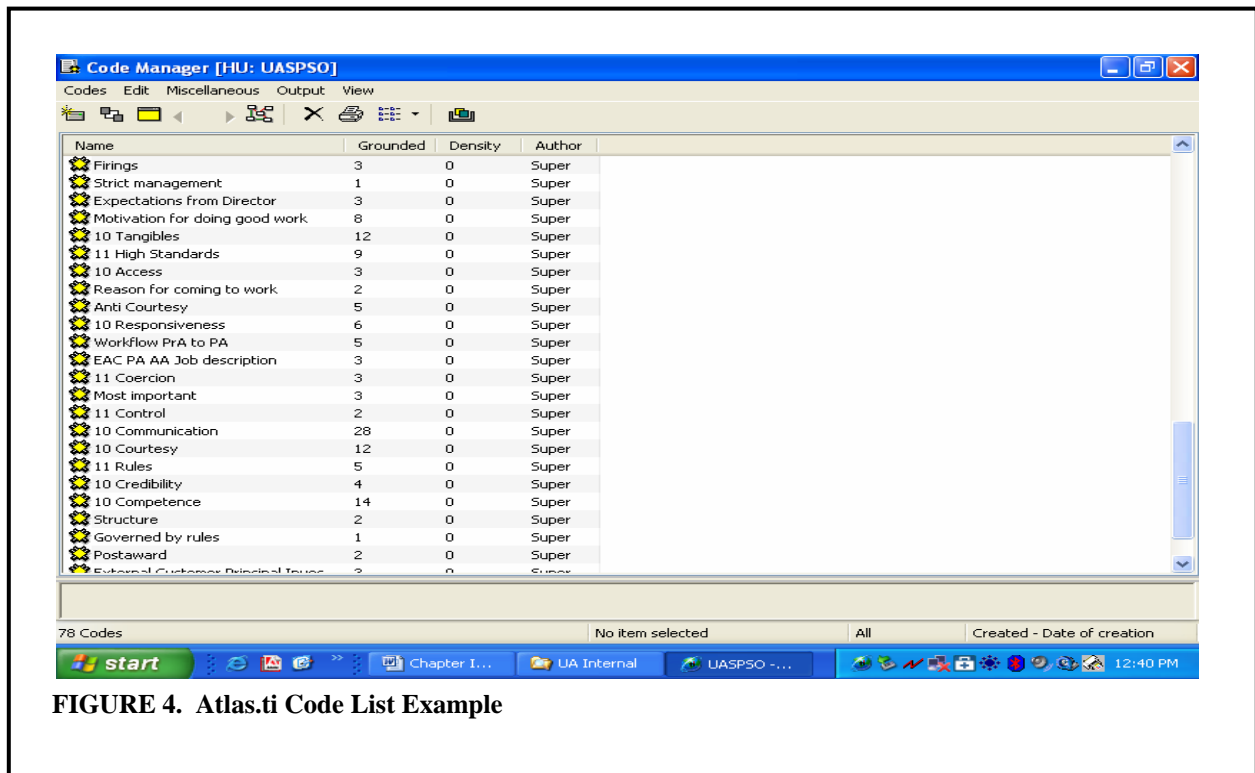 Code Manager [HU: UASPSO]
Codes Edit Miscellaneous Output View
Name Grounded Density Author
Firings 3 0 Super
Strict management 1 0 Super
Expectations from Director 3 0 Super
Motivation for doing good work 8 0 Super
10 Tangibles 12 0 Super
11 High Standards 9 0 Super
10 Access 3 0 Super
Reason for coming to work 2 0 Super
Anti Courtesy 5 0 Super
10 Responsiveness 6 0 Super
Workflow PrA to PA 5 0 Super
EAC PA AA Job description 3 0 Super
11 Coercion 3 0 Super
Most important 3 0 Super
11 Control 2 0 Super
10 Communication 28 0 Super
10 Courtesy 12 0 Super
11 Rules 5 0 Super
10 Credibility 4 0 Super
10 Competence 14 0 Super
Structure 2 0 Super
Governed by rules 1 0 Super
Postaward 2 0 Super
External Customer Principal 0 Super
78 Codes No item selected All Created - Date of creation
start Chapter I... UA Internal UASPSO -... 12:40 PM
FIGURE 4. Atlas.ti Code List Example